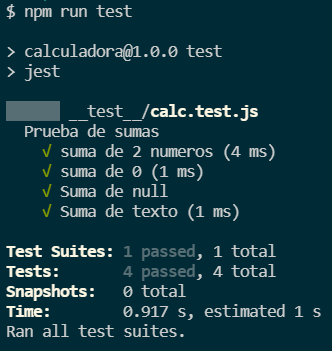 $ npm run test
> calculadora@1.0.0 test
> jest
__test__/calc.test.js
Prueba de sumas
√ suma de 2 numeros (4 ms)
√ suma de 0 (1 ms)
√ Suma de null
√ Suma de texto (1 ms)
Test Suites: 1 passed, 1 total
Tests: 4 passed, 4 total
Snapshots: 0 total
Time: 0.917 s, estimated 1 s
Ran all test suites.